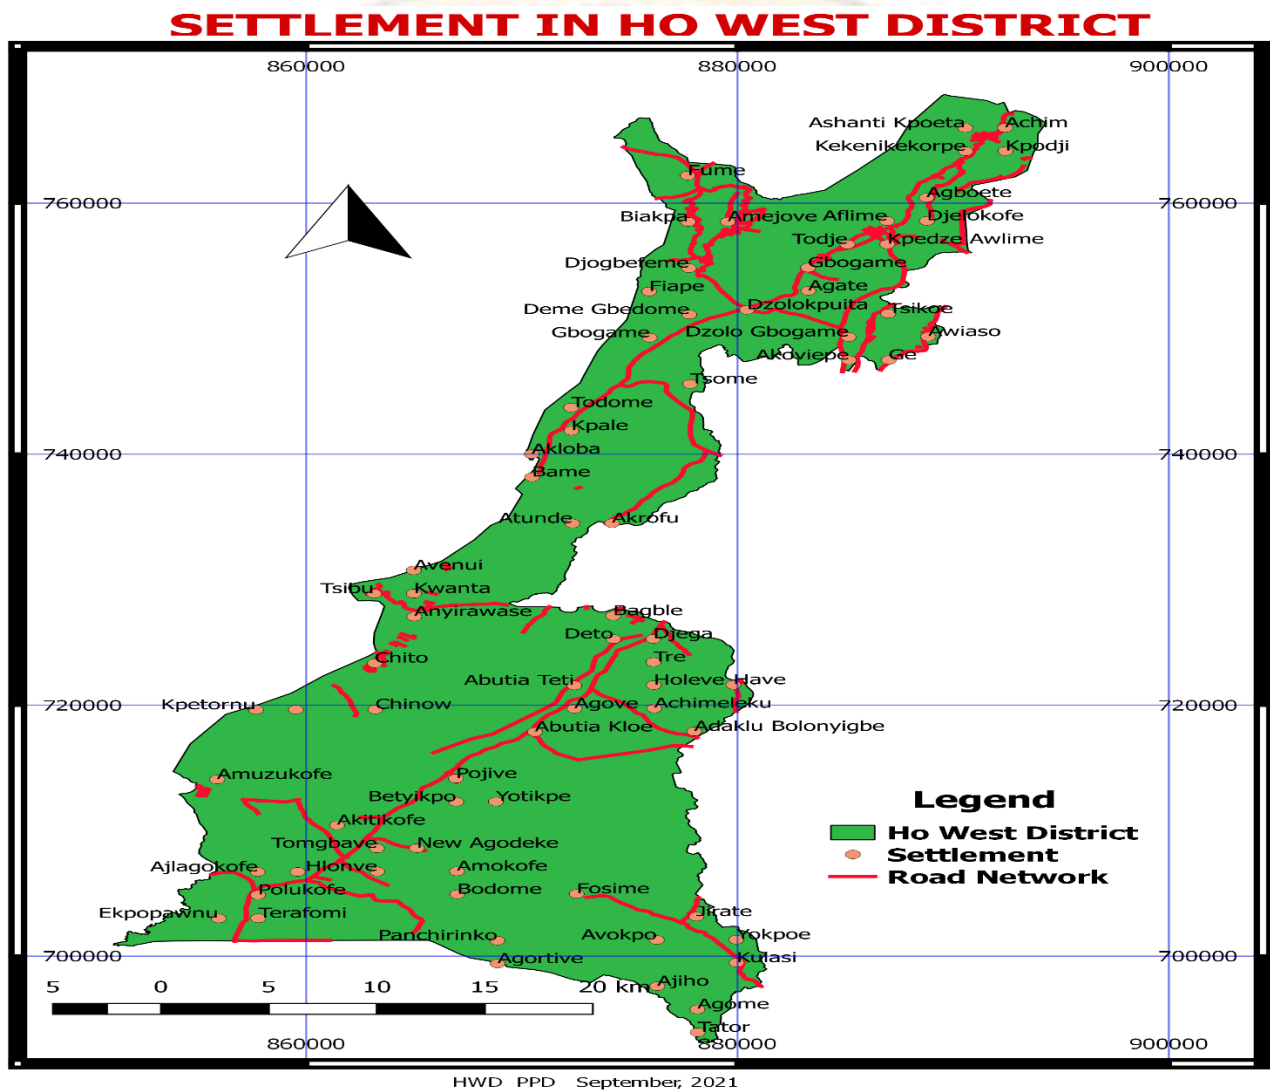 SETTLEMENT IN HO WEST DISTRICT
860000 880000 900000
Ashanti Kpoeta Achim
Kekenikekorpe Kpodji
Fume
Agboete
760000 760000
Biakpa Amejove Aflime Djelokofe
Todje Kpedze Awlime
Djogbefeme Gbogame
Fiape Agate
Deme Gbedome Dzolokpuita Tsikoe
Gbogame Dzolo Gbogame Awiaso
Akoviepe Ge
Tsome
Todome
Kpale
740000 Akloba 740000
Bame
Atunde Akrofu
Avenui
Tsibu Kwanta
Anyirawase Bagble
Deto Djega
Chito Tre
Abutia Teti Holeve Have
Kpetornu Chinow Agove Achimeleku
720000 720000
Abutia Kloe Adaklu Bolonyigbe
Amuzukofe Pojive
Betyikpo Yotikpe
Akitikofe
Tomgbave New Agodeke
Ajlagokofe Hlonve Amokofe
Polukofe Bodome Fosime
Ekpopawnu Terafomi Jirate
Panchirinko Avokpo Yokpoe
700000 Agortive Kulasi 700000
Ajiho
Agome
Tator
Legend
Ho West District
Settlement
Road Network
5 0 5 10 15 20 km
860000 880000 900000
HWD PPD September, 2021